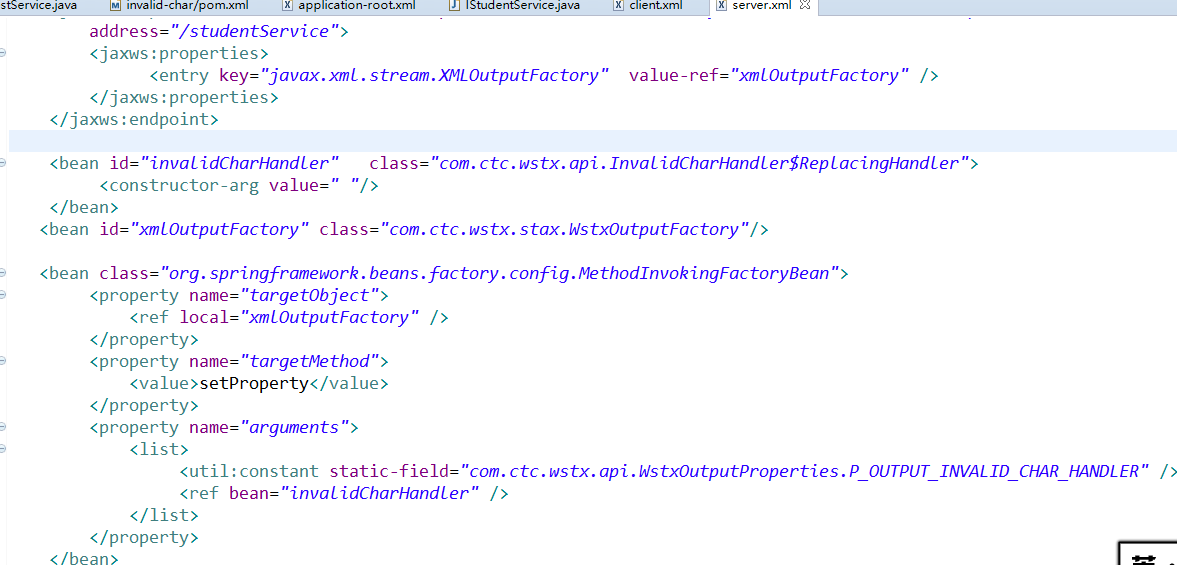 stService.java invalid-char/pom.xml application-root.xml IStudentService.java client.xml server.xml
address="/studentService">
<jaxws:properties>
<entry key="javax.xml.stream.XMLOutputFactory"  value-ref="xmlOutputFactory" />
</jaxws:properties>
</jaxws:endpoint>
<bean id="invalidCharHandler"   class="com.ctc.wstx.api.InvalidCharHandler$ReplacingHandler">
<constructor-arg value=" "/>
</bean>
<bean id="xmlOutputFactory" class="com.ctc.wstx.stax.WstxOutputFactory"/>
<bean class="org.springframework.beans.factory.config.MethodInvokingFactoryBean">
<property name="targetObject">
<ref local="xmlOutputFactory" />
</property>
<property name="targetMethod">
<value>setProperty</value>
</property>
<property name="arguments">
<list>
<util:constant static-field="com.ctc.wstx.api.WstxOutputProperties.P_OUTPUT_INVALID_CHAR_HANDLER" />
<ref bean="invalidCharHandler" />
</list>
</property>
</bean>